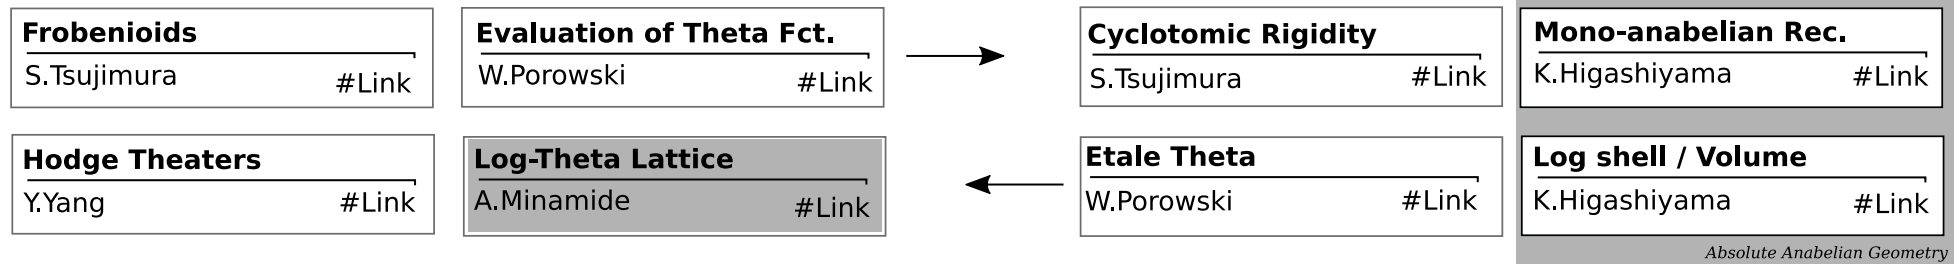 Frobenioids
S.Tsujimura #Link
Evaluation of Theta Fct.
W.Porowski #Link
Cyclotomic Rigidity
S.Tsujimura #Link
Mono-anabelian Rec.
K.Higashiyama #Link
Hodge Theaters
Y.Yang #Link
Log-Theta Lattice
A.Minamide #Link
Etale Theta
W.Porowski #Link
Log shell / Volume
K.Higashiyama #Link
Absolute Anabelian Geometry